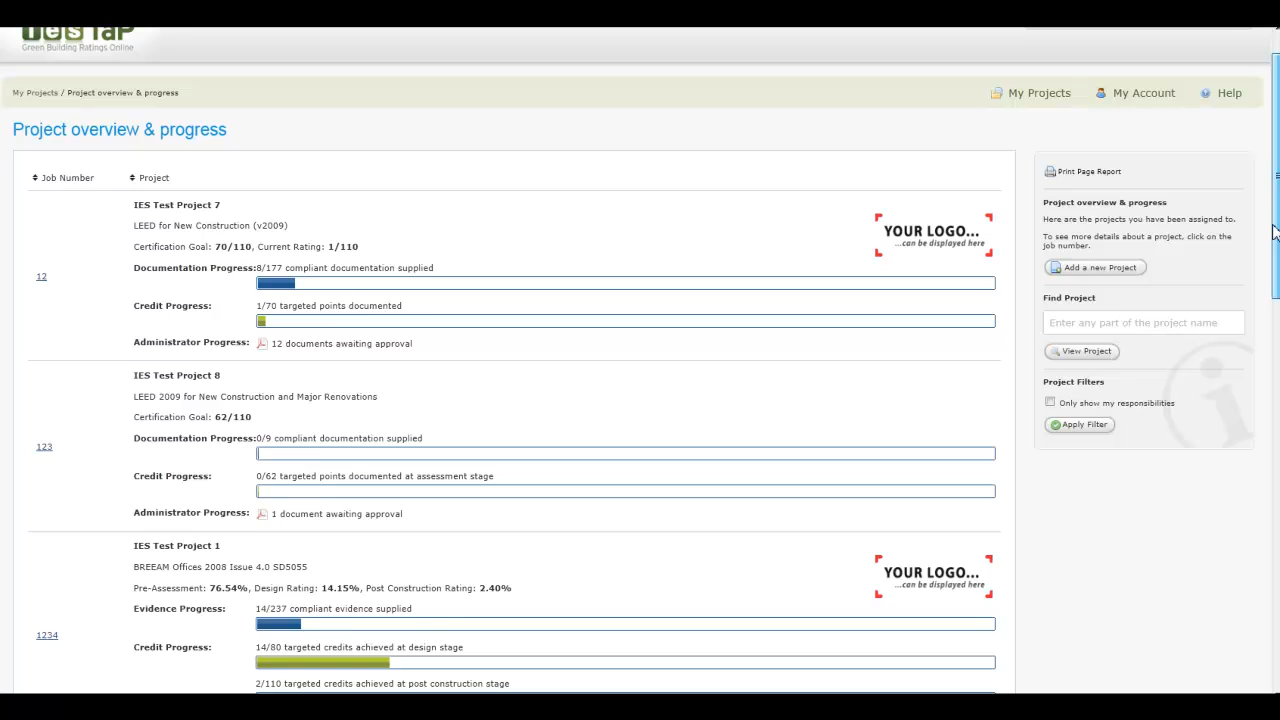 IES TaP
Green Building Ratings Online
My Projects / Project overview & progress
My Projects
My Account
Help
Project overview & progress
Job Number
Project
IES Test Project 7
LEED for New Construction (v2009)
Certification Goal: 70/110, Current Rating: 1/110
YOUR LOGO...
...can be displayed here
Documentation Progress:8/177 compliant documentation supplied
12
Credit Progress: 1/70 targeted points documented
Administrator Progress: 12 documents awaiting approval
IES Test Project 8
LEED 2009 for New Construction and Major Renovations
Certification Goal: 62/110
Documentation Progress:0/9 compliant documentation supplied
123
Credit Progress: 0/62 targeted points documented at assessment stage
Administrator Progress: 1 document awaiting approval
IES Test Project 1
BREEAM Offices 2008 Issue 4.0 SD5055
Pre-Assessment: 76.54%, Design Rating: 14.15%, Post Construction Rating: 2.40%
YOUR LOGO...
...can be displayed here
Evidence Progress: 14/237 compliant evidence supplied
1234
Credit Progress: 14/80 targeted credits achieved at design stage
2/110 targeted credits achieved at post construction stage
Print Page Report
Project overview & progress
Here are the projects you have been assigned to.
To see more details about a project, click on the
job number.
Add a new Project
Find Project
Enter any part of the project name
View Project
Project Filters
Only show my responsibilities
Apply Filter